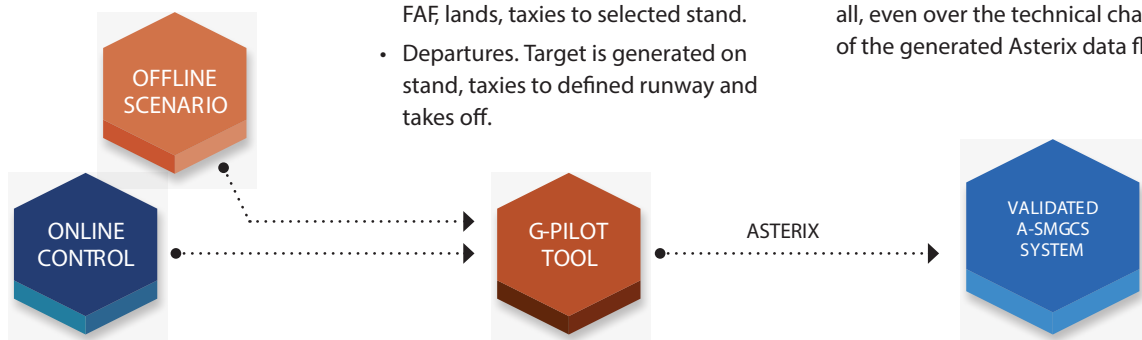 FAF, lands, taxies to selected stand.
• Departures. Target is generated on
stand, taxies to defined runway and
takes off.
all, even over the technical cha
of the generated Asterix data fl
OFFLINE
SCENARIO
ONLINE
CONTROL
G-PILOT
TOOL
ASTERIX
VALIDATED
A-SMGCS
SYSTEM